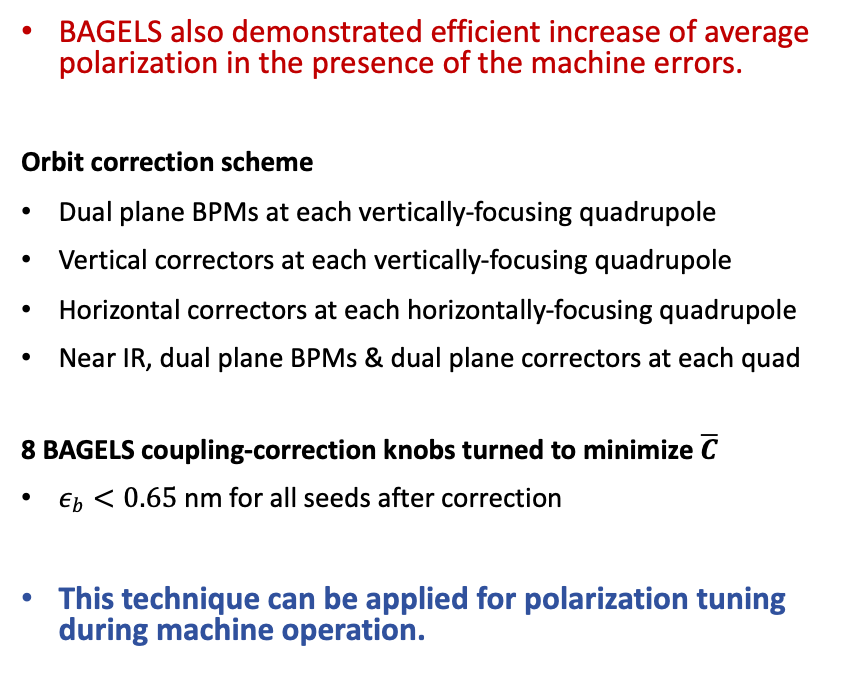 • BAGELS also demonstrated efficient increase of average
polarization in the presence of the machine errors.
Orbit correction scheme
• Dual plane BPMs at each vertically-focusing quadrupole
• Vertical correctors at each vertically-focusing quadrupole
• Horizontal correctors at each horizontally-focusing quadrupole
• Near IR, dual plane BPMs & dual plane correctors at each quad
8 BAGELS coupling-correction knobs turned to minimize C̅
• ϵ_b < 0.65 nm for all seeds after correction
• This technique can be applied for polarization tuning
during machine operation.